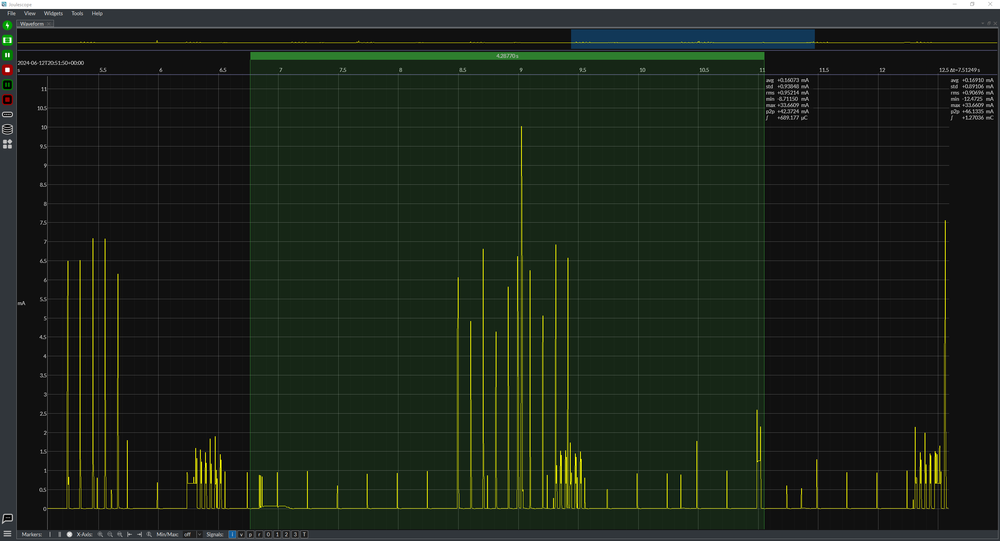 Joulescope
File View Widgets Tools Help
Waveform
4.28770 s
2024-06-12T20:51:50+00:00
s 5.5 6 6.5 7 7.5 8 8.5 9 9.5 10 10.5 11 11.5 12 12.5 Δt=7.51249 s
avg +0.16073 mA
std +0.93848 mA
rms +0.95214 mA
min -8.71150 mA
max +33.6609 mA
p2p +42.3724 mA
∫ +689.177 µC
avg +0.16910 mA
std +0.89106 mA
rms +0.90696 mA
min -12.4725 mA
max +33.6609 mA
p2p +46.1335 mA
∫ +1.27036 mC
11
10.5
10
9.5
9
8.5
8
7.5
7
6.5
6
5.5
mA
5
4.5
4
3.5
3
2.5
2
1.5
1
0.5
0
Markers: X-Axis: Min/Max: off Signals: i v p r 0 1 2 3 T